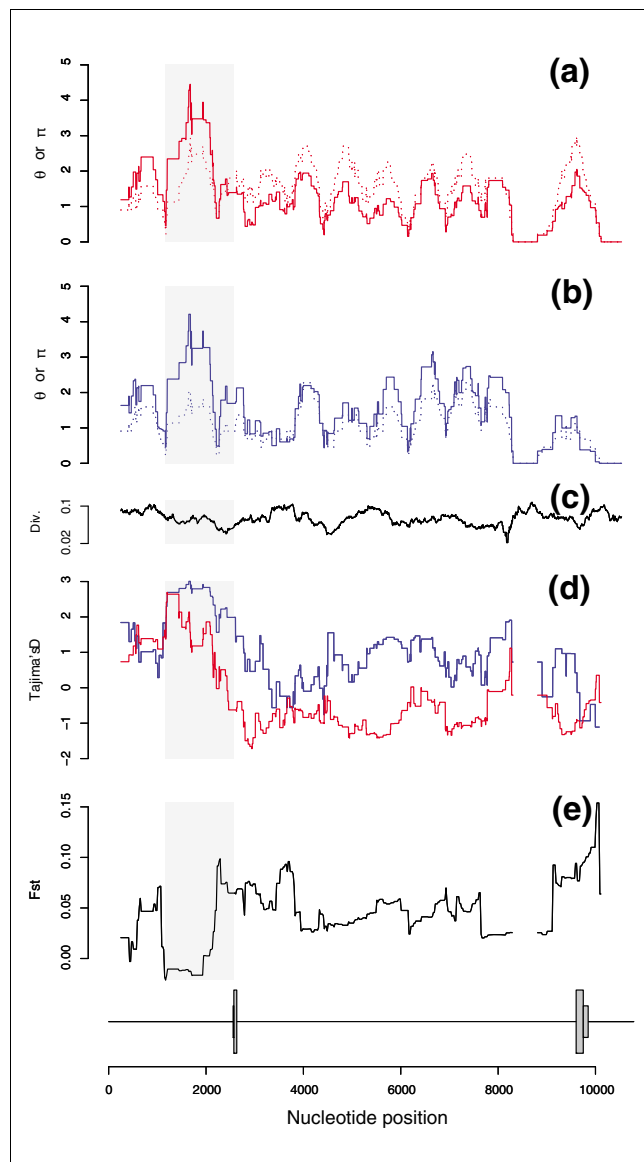 (a)
θ or π
5
4
3
2
1
0
(b)
θ or π
5
4
3
2
1
0
(c)
Div.
0.1
0.02
(d)
Tajima'sD
3
2
1
0
−1
−2
(e)
Fst
0.15
0.10
0.05
0.00
0 2000 4000 6000 8000 10000
Nucleotide position